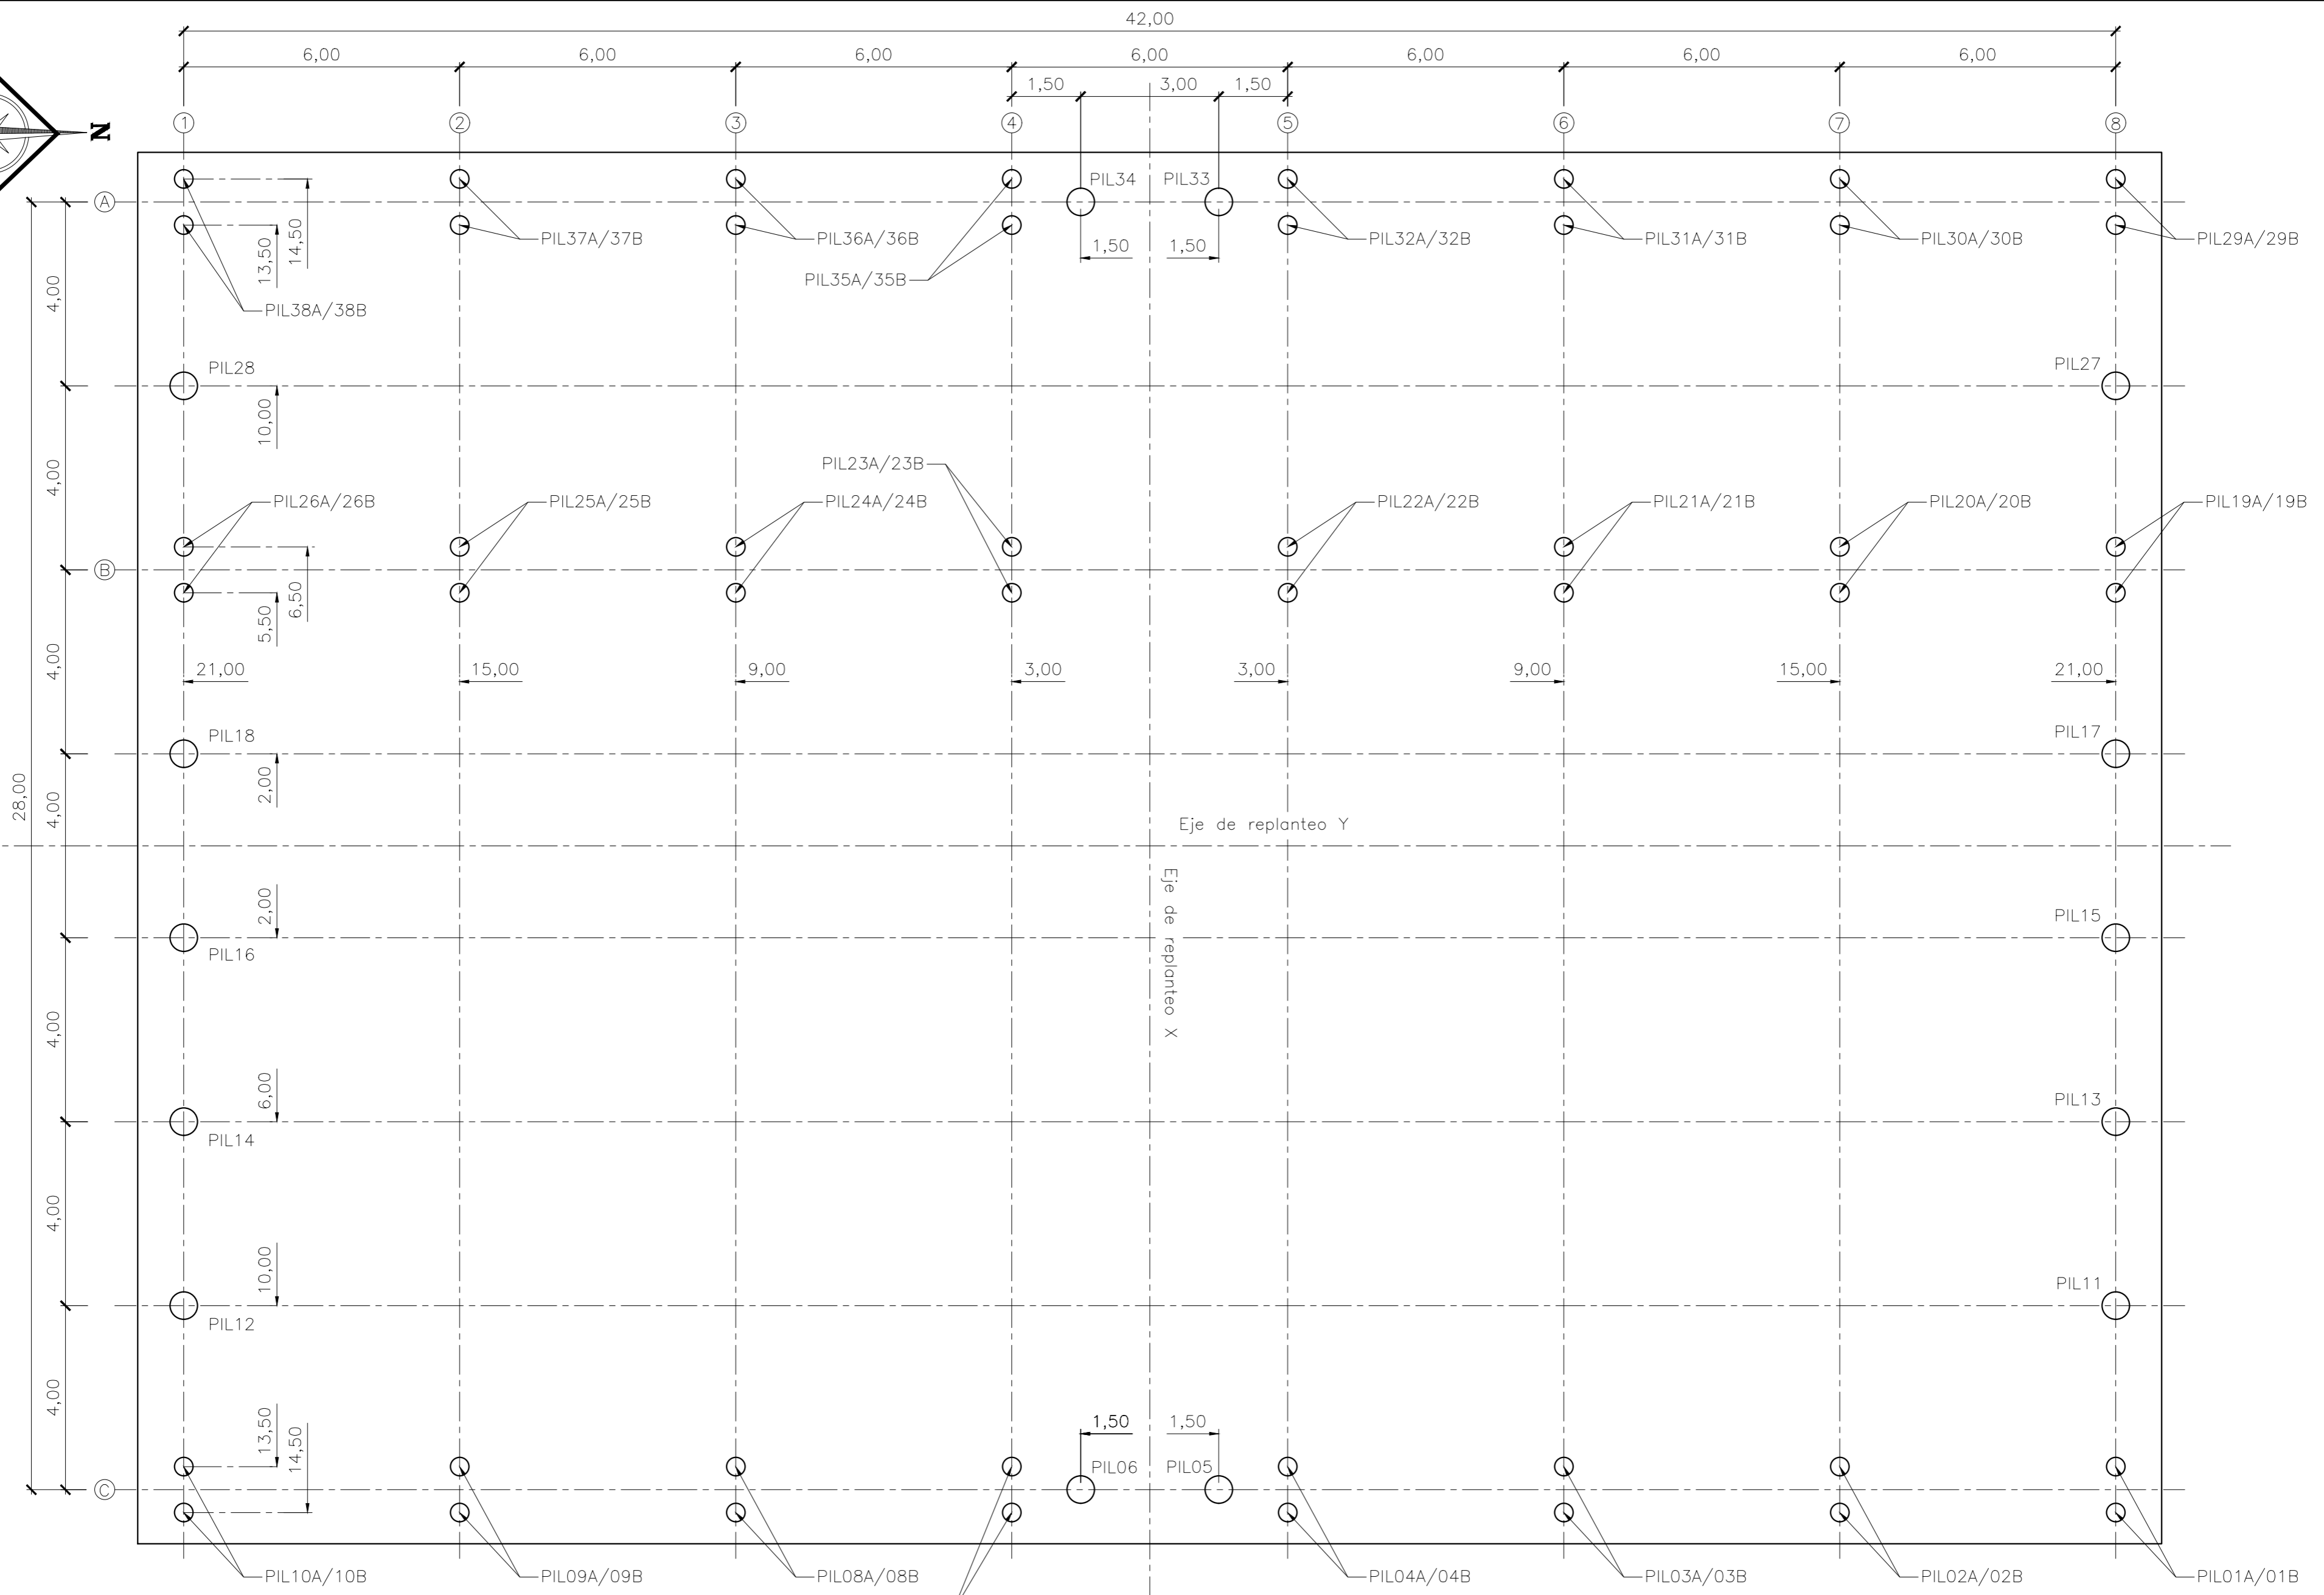 42,00
6,00 6,00 6,00 6,00 6,00 6,00 6,00
1,50 3,00 1,50
N
1 2 3 4 5 6 7 8
PIL34 PIL33
A
14,50
13,50
PIL37A/37B PIL36A/36B 1,50 1,50 PIL32A/32B PIL31A/31B PIL30A/30B PIL29A/29B
PIL35A/35B
4,00
PIL38A/38B
PIL28 PIL27
10,00
4,00
PIL23A/23B
PIL26A/26B PIL25A/25B PIL24A/24B PIL22A/22B PIL21A/21B PIL20A/20B PIL19A/19B
B
6,50
5,50
4,00
21,00 15,00 9,00 3,00 3,00 9,00 15,00 21,00
PIL18 PIL17
2,00
28,00
4,00
Eje de replanteo Y
Eje de replanteo X
2,00
PIL16 PIL15
4,00
6,00
PIL14 PIL13
4,00
10,00
PIL12 PIL11
4,00
13,50
14,50
1,50 1,50
PIL06 PIL05
C
PIL10A/10B PIL09A/09B PIL08A/08B PIL04A/04B PIL03A/03B PIL02A/02B PIL01A/01B